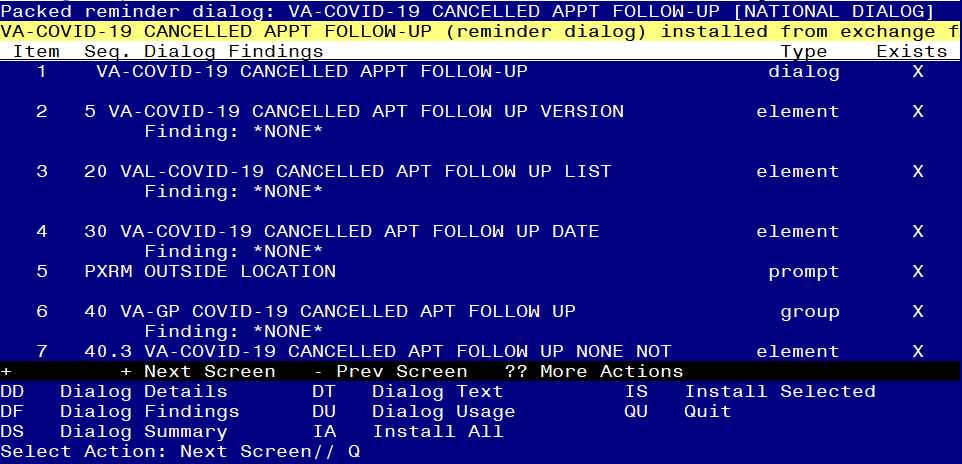 Packed reminder dialog: VA-COVID-19 CANCELLED APPT FOLLOW-UP [NATIONAL DIALOG]
VA-COVID-19 CANCELLED APPT FOLLOW-UP (reminder dialog) installed from exchange f
Item Seq. Dialog Findings Type Exists
1 VA-COVID-19 CANCELLED APPT FOLLOW-UP dialog X
2 5 VA-COVID-19 CANCELLED APT FOLLOW UP VERSION element X
Finding: *NONE*
3 20 VAL-COVID-19 CANCELLED APT FOLLOW UP LIST element X
Finding: *NONE*
4 30 VA-COVID-19 CANCELLED APT FOLLOW UP DATE element X
Finding: *NONE*
5 PXRM OUTSIDE LOCATION prompt X
6 40 VA-GP COVID-19 CANCELLED APT FOLLOW UP group X
Finding: *NONE*
7 40.3 VA-COVID-19 CANCELLED APT FOLLOW UP NONE NOT element X
+ + Next Screen - Prev Screen ?? More Actions
DD Dialog Details DT Dialog Text IS Install Selected
DF Dialog Findings DU Dialog Usage QU Quit
DS Dialog Summary IA Install All
Select Action: Next Screen// Q